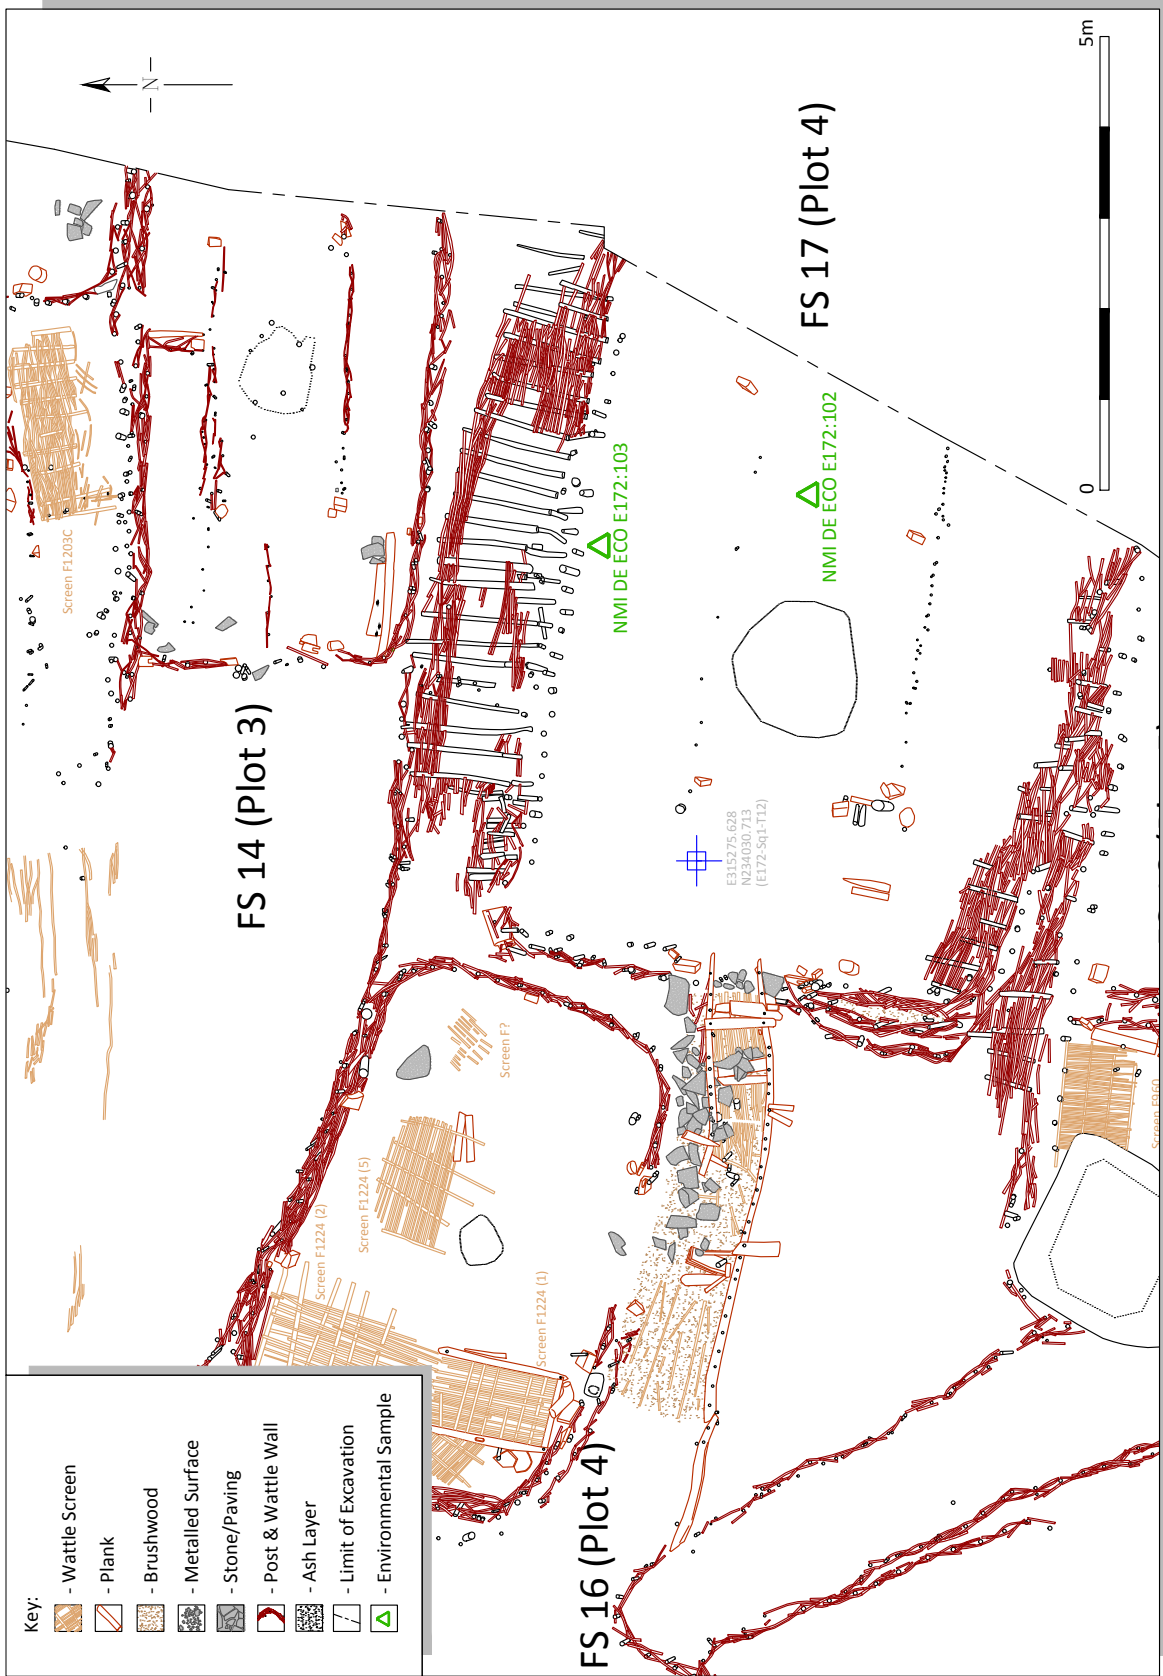 Key:
- Wattle Screen
- Plank
- Brushwood
- Metalled Surface
- Stone/Paving
- Post & Wattle Wall
- Ash Layer
- Limit of Excavation
- Environmental Sample
N
Screen F1203C
FS 14 (Plot 3)
Screen F?
Screen F1224 (5)
Screen F1224 (2)
Screen F1224 (1)
FS 16 (Plot 4)
NMI DE ECO E172:103
E315275.628
N234030.713
(E172-Sq1-T12)
NMI DE ECO E172:102
FS 17 (Plot 4)
Screen F960
0
5m